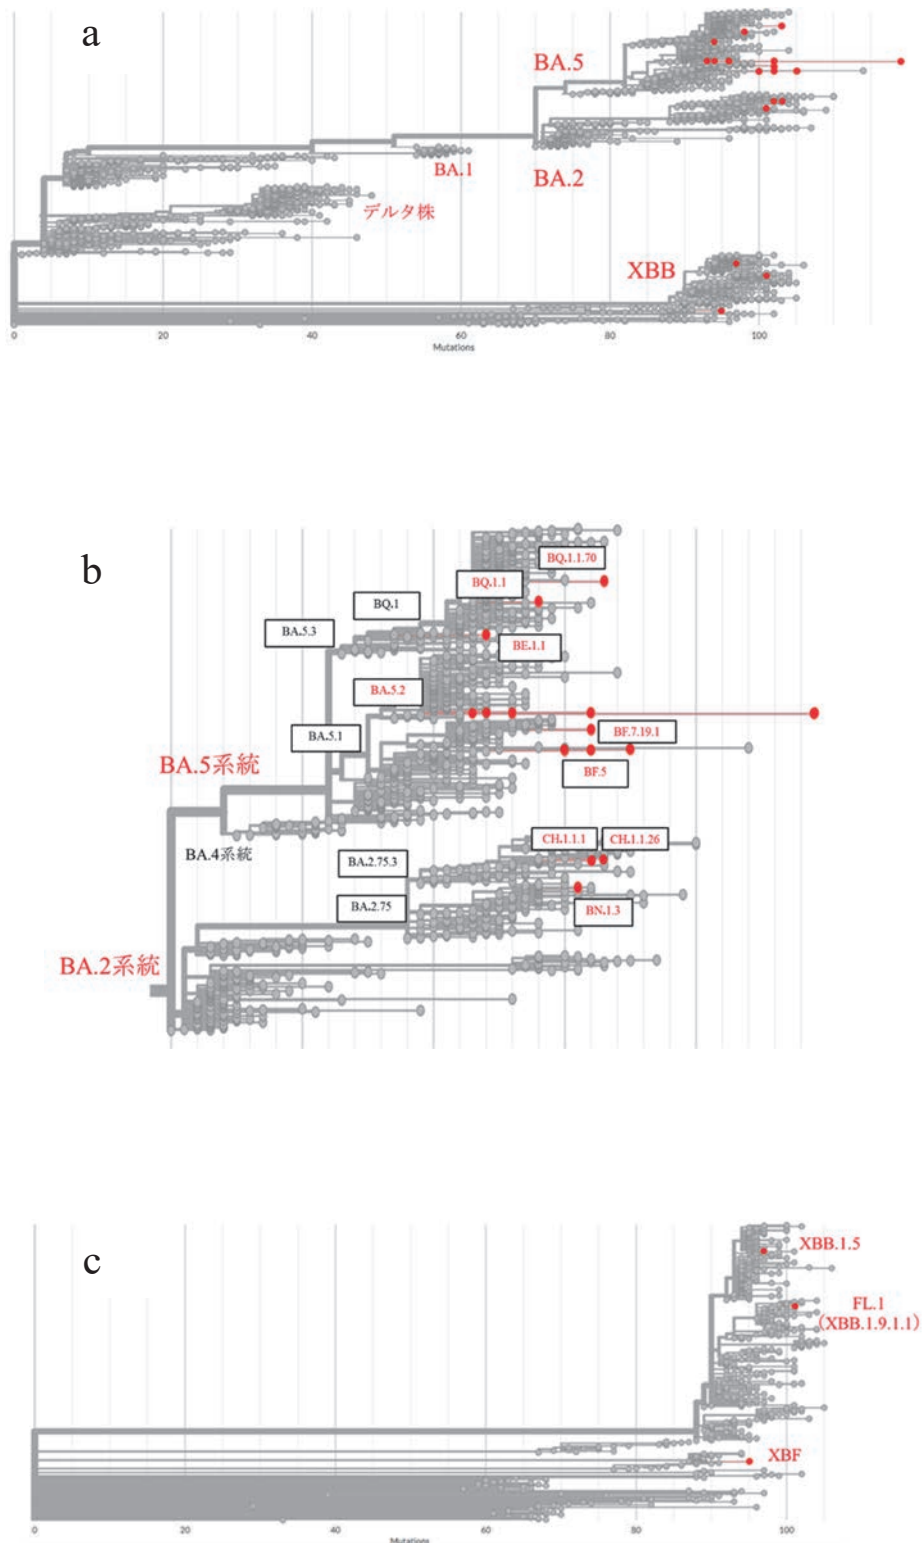 a
BA.5
BA.1
BA.2
デルタ株
XBB
0 20 40 60 80 100
Mutations
b
BQ.1.1.70
BQ.1.1
BQ.1
BA.5.3
BE.1.1
BA.5.2
BA.5.1
BF.7.19.1
BA.5系統
BF.5
BA.4系統
CH.1.1.1 CH.1.1.26
BA.2.75.3
BA.2.75
BN.1.3
BA.2系統
c
XBB.1.5
FL.1
(XBB.1.9.1.1)
XBF
0 20 40 60 80 100
Mutations